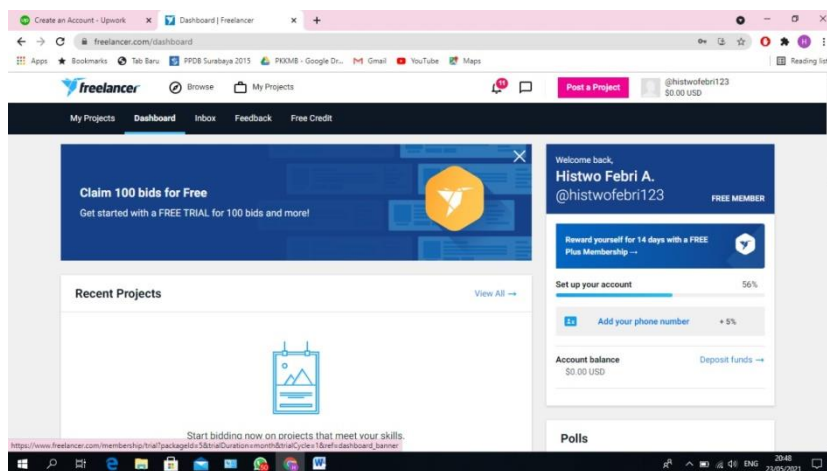 Create an Account - Upwork
Dashboard | Freelancer
freelancer.com/dashboard
Apps Bookmarks Tab Baru PPDB Surabaya 2015 PKKMB - Google Dr... Gmail YouTube Maps Reading list
freelancer Browse My Projects 11 Post a Project @histwofebri123
$0.00 USD
My Projects Dashboard Inbox Feedback Free Credit
Claim 100 bids for Free
Get started with a FREE TRIAL for 100 bids and more!
Welcome back,
Histwo Febri A.
@histwofebri123 FREE MEMBER
Reward yourself for 14 days with a FREE
Plus Membership →
Set up your account 56%
Add your phone number + 5%
Account balance Deposit funds →
$0.00 USD
Recent Projects View All →
Start bidding now on projects that meet your skills.
Polls
https://www.freelancer.com/membership/trial?packageId=5&trialDuration=month&trialCycle=1&ref=dashboard_banner
ENG 20:48
23/05/2021